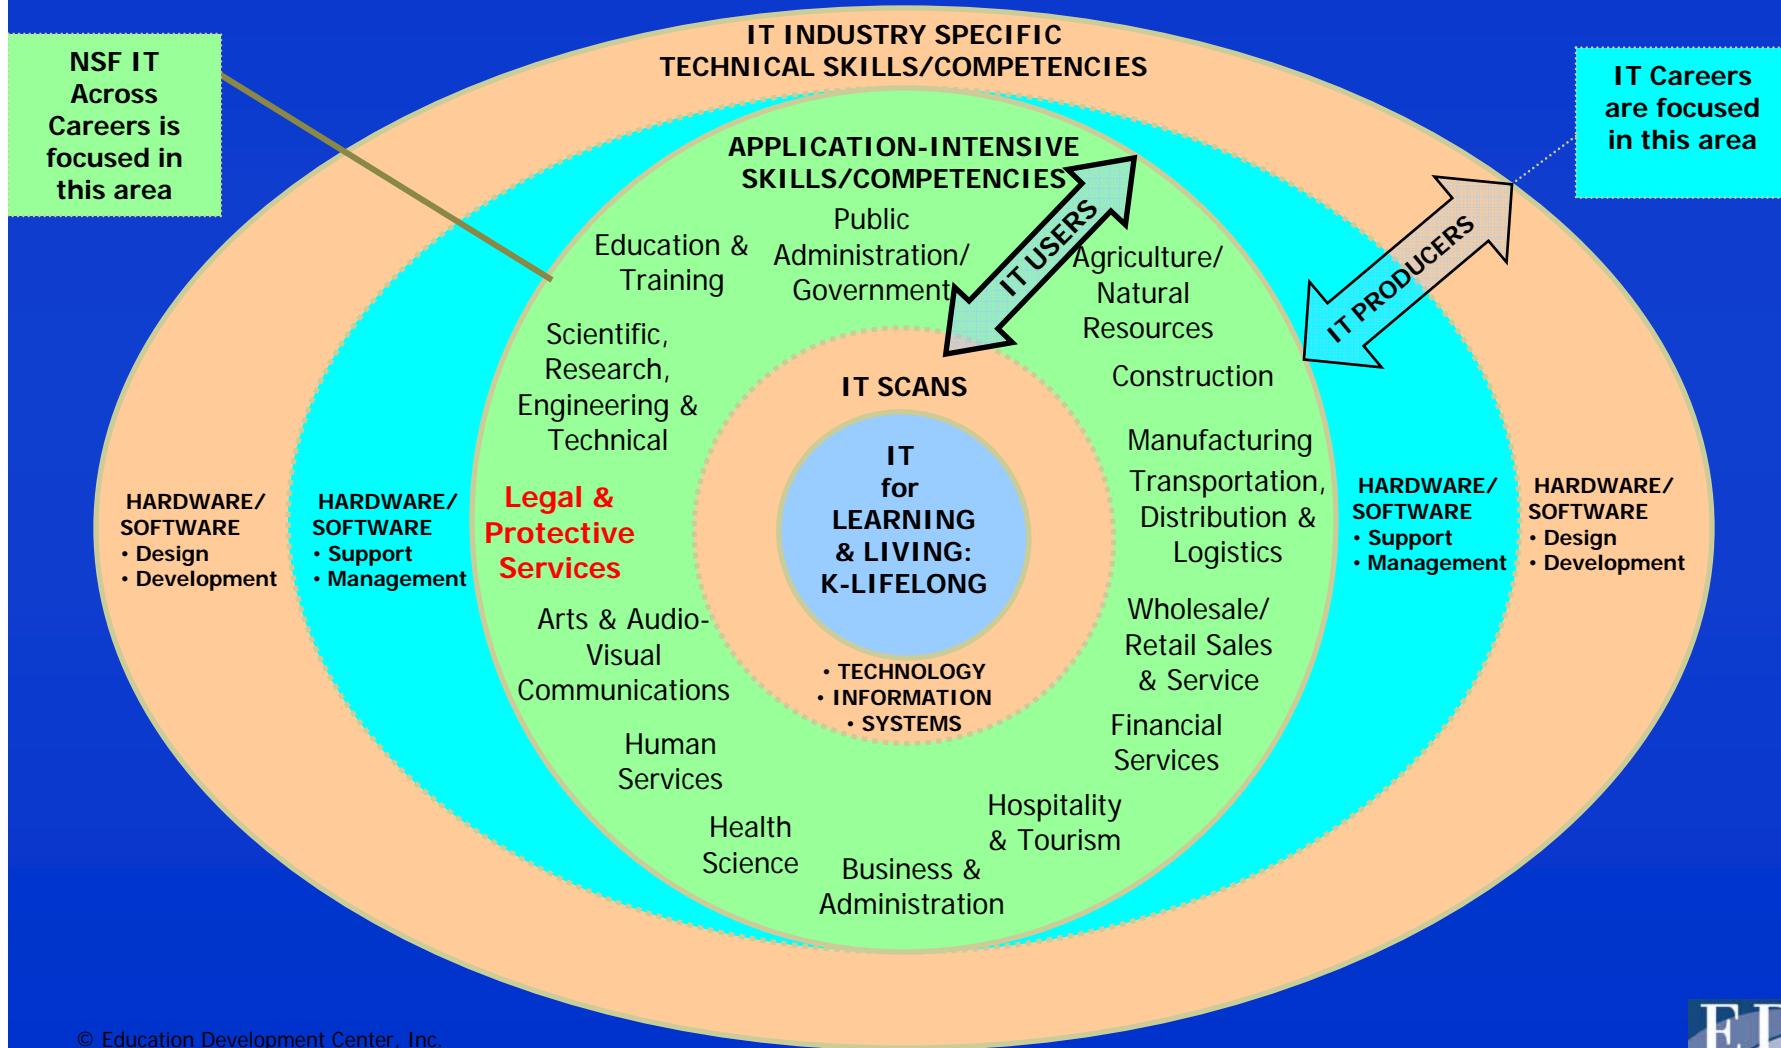 IT INDUSTRY SPECIFIC
TECHNICAL SKILLS/COMPETENCIES
NSF IT
Across
Careers is
focused in
this area
IT Careers
are focused
in this area
APPLICATION-INTENSIVE
SKILLS/COMPETENCIES
IT USERS
IT PRODUCERS
Education &
Training
Public
Administration/
Government
Agriculture/
Natural
Resources
Scientific,
Research,
Engineering &
Technical
Construction
IT SCANS
Manufacturing
IT
for
LEARNING
& LIVING:
K-LIFELONG
Transportation,
Distribution &
Logistics
HARDWARE/
SOFTWARE
• Design
• Development
HARDWARE/
SOFTWARE
• Support
• Management
Legal &
Protective
Services
HARDWARE/
SOFTWARE
• Support
• Management
HARDWARE/
SOFTWARE
• Design
• Development
Arts & Audio-
Visual
Communications
• TECHNOLOGY
• INFORMATION
• SYSTEMS
Wholesale/
Retail Sales
& Service
Human
Services
Financial
Services
Health
Science
Business &
Administration
Hospitality
& Tourism
© Education Development Center, Inc.